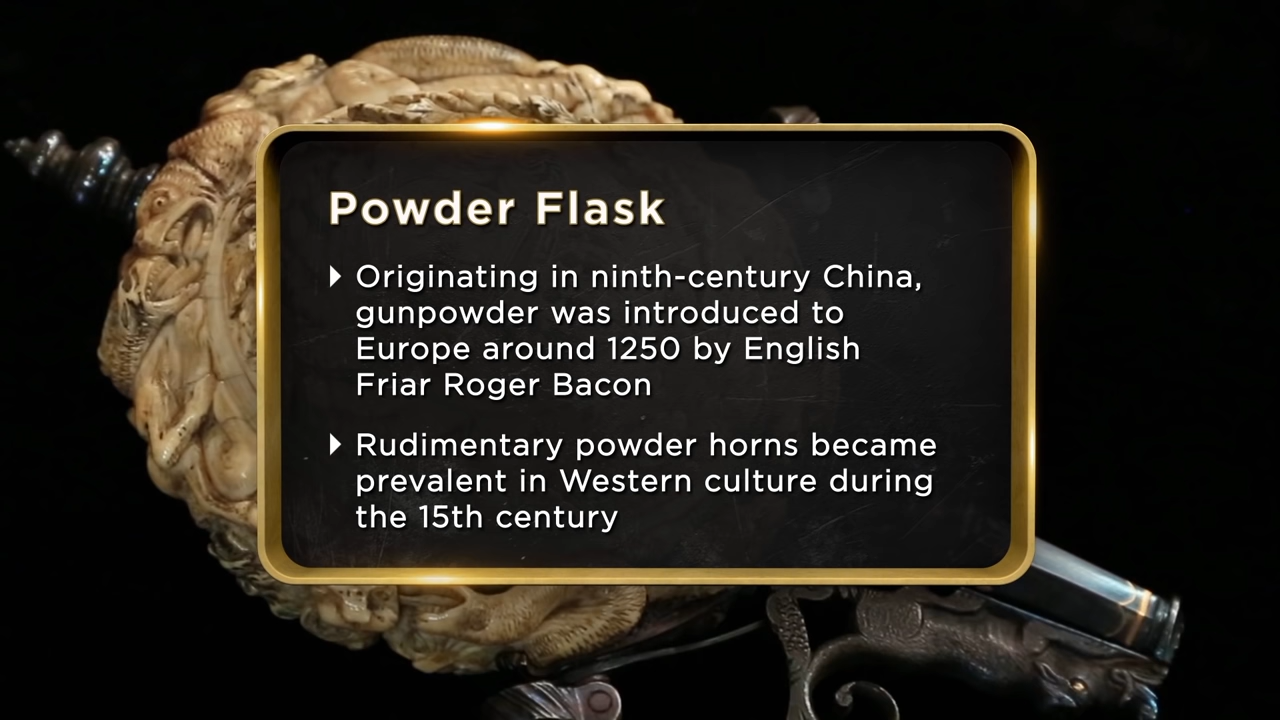 Powder Flask
Originating in ninth-century China,
gunpowder was introduced to
Europe around 1250 by English
Friar Roger Bacon
Rudimentary powder horns became
prevalent in Western culture during
the 15th century